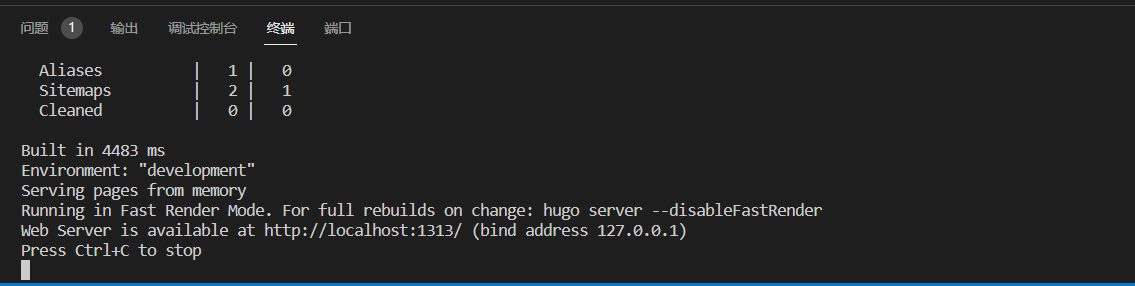 问题 1 输出 调试控制台 终端 端口
Aliases | 1 | 0
Sitemaps | 2 | 1
Cleaned | 0 | 0
Built in 4483 ms
Environment: "development"
Serving pages from memory
Running in Fast Render Mode. For full rebuilds on change: hugo server --disableFastRender
Web Server is available at http://localhost:1313/ (bind address 127.0.0.1)
Press Ctrl+C to stop